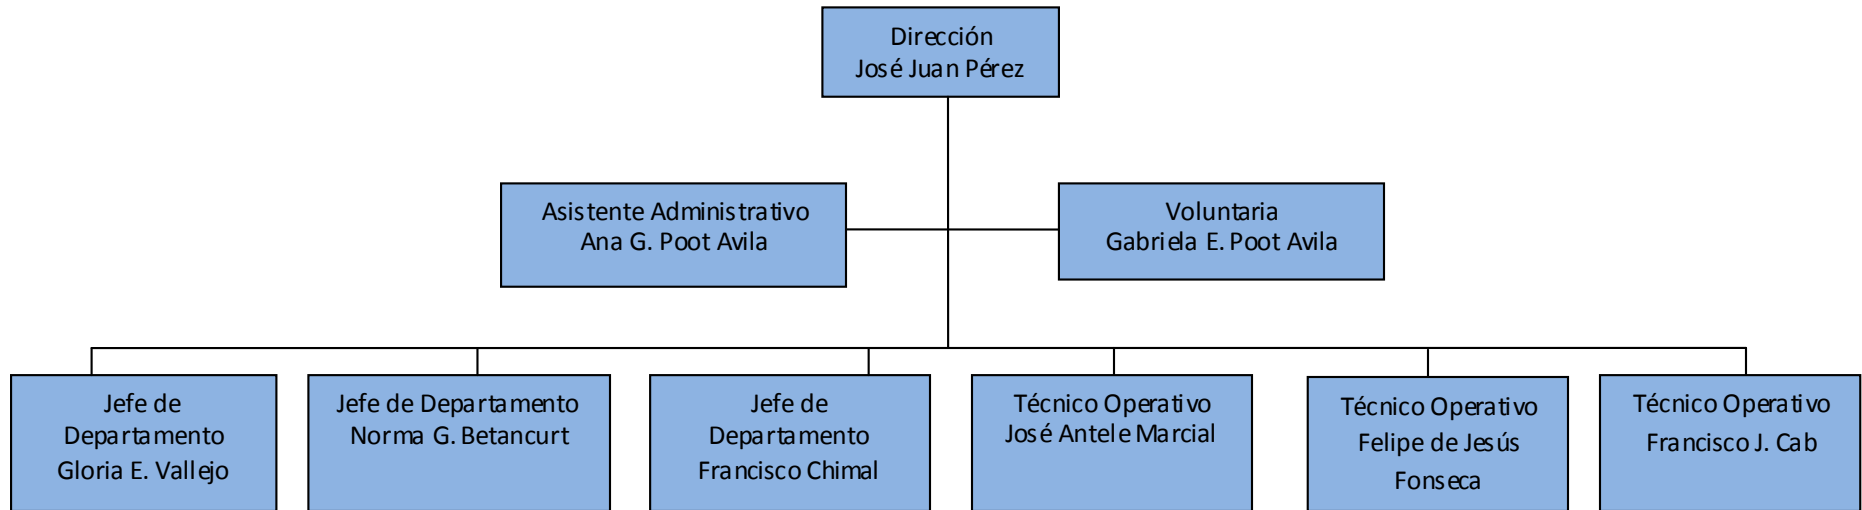 Dirección
José Juan Pérez
Asistente Administrativo
Ana G. Poot Avila
Voluntaria
Gabriela E. Poot Avila
Jefe de
Departamento
Gloria E. Vallejo
Jefe de Departamento
Norma G. Betancurt
Jefe de
Departamento
Francisco Chimal
Técnico Operativo
José Antele Marcial
Técnico Operativo
Felipe de Jesús
Fonseca
Técnico Operativo
Francisco J. Cab